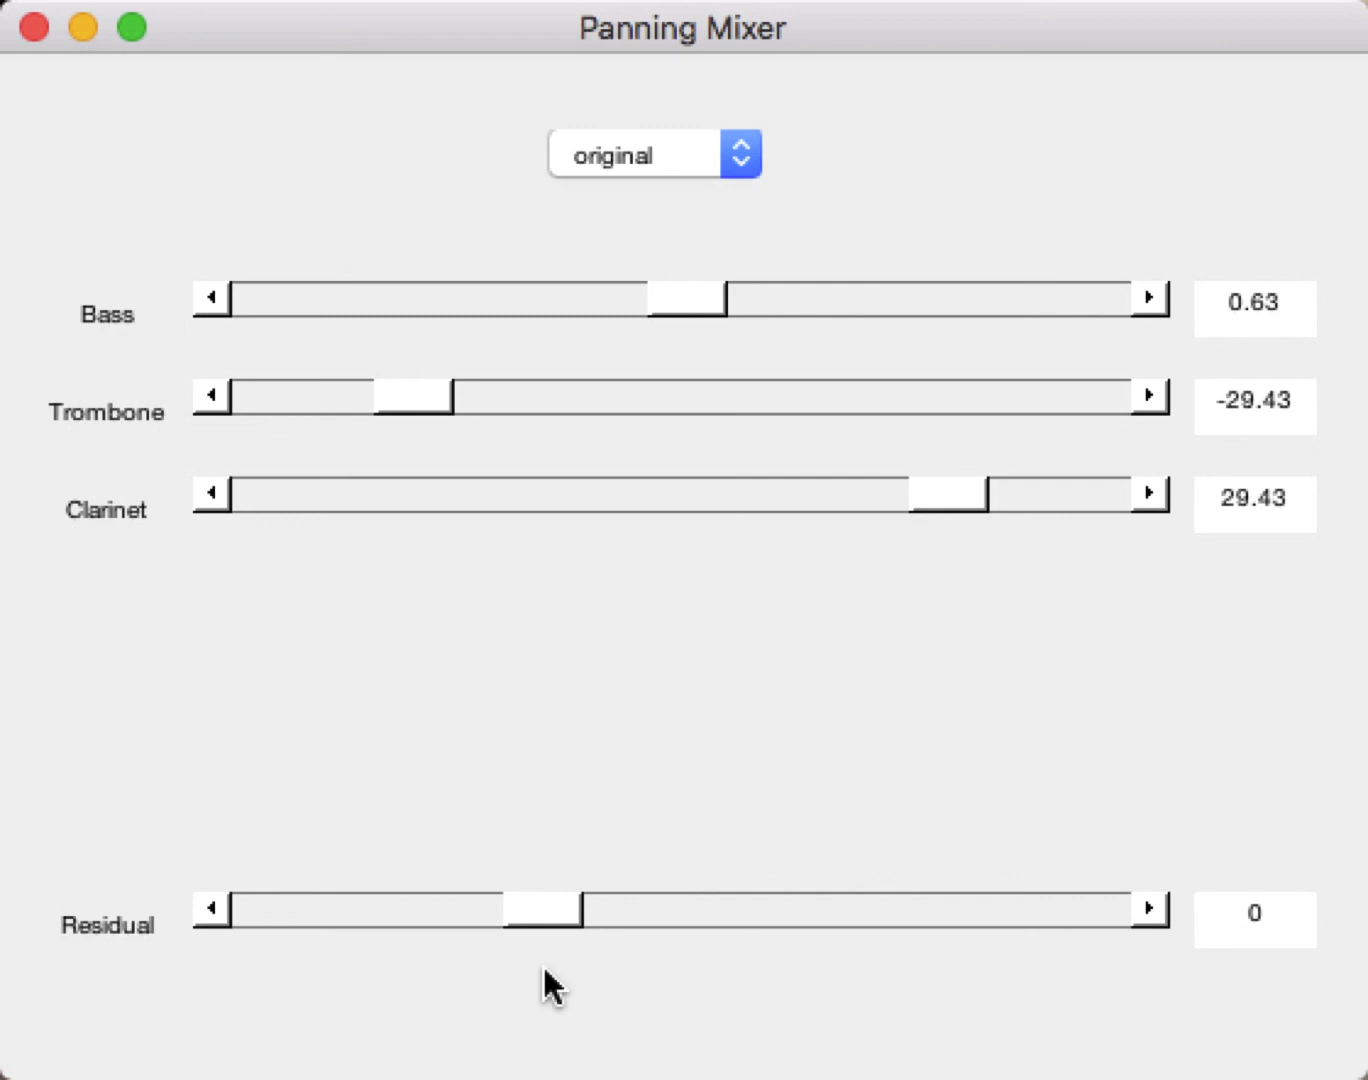 Panning Mixer
original
Bass 0.63
Trombone -29.43
Clarinet 29.43
Residual 0